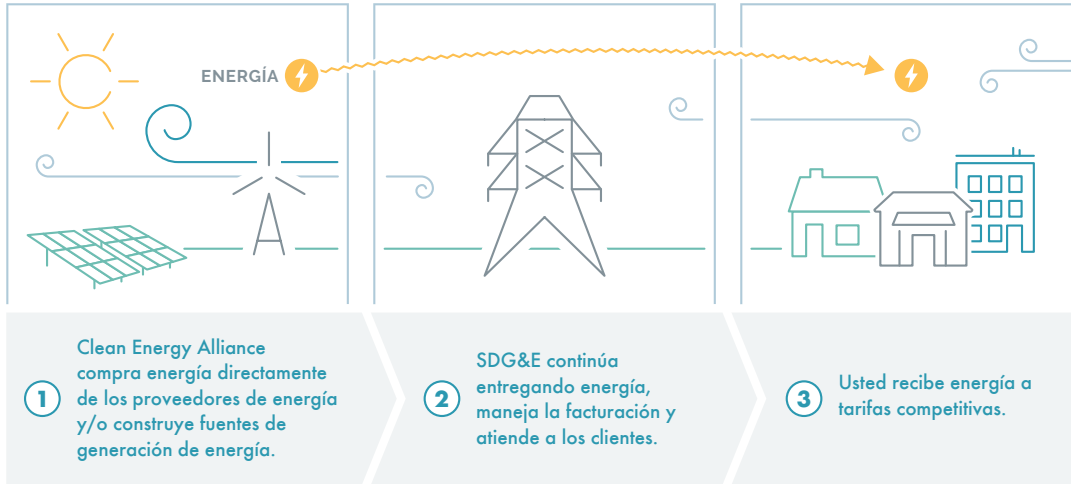 ENERGÍA
1
Clean Energy Alliance
compra energía directamente
de los proveedores de energía
y/o construye fuentes de
generación de energía.
2
SDG&E continúa
entregando energía,
maneja la facturación y
atiende a los clientes.
3
Usted recibe energía a
tarifas competitivas.